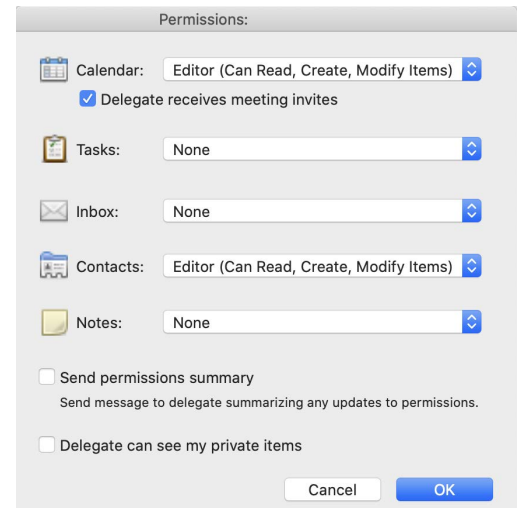 Permissions:
Calendar: Editor (Can Read, Create, Modify Items)
Delegate receives meeting invites
Tasks: None
Inbox: None
Contacts: Editor (Can Read, Create, Modify Items)
Notes: None
Send permissions summary
Send message to delegate summarizing any updates to permissions.
Delegate can see my private items
Cancel OK